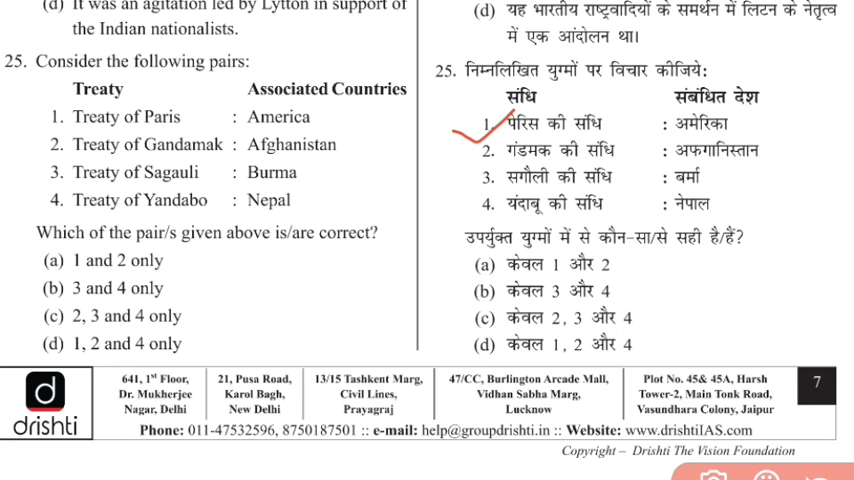 (d) It was an agitation led by Lytton in support of
the Indian nationalists.
25. Consider the following pairs:
Treaty Associated Countries
1. Treaty of Paris : America
2. Treaty of Gandamak : Afghanistan
3. Treaty of Sagauli : Burma
4. Treaty of Yandabo : Nepal
Which of the pair/s given above is/are correct?
(a) 1 and 2 only
(b) 3 and 4 only
(c) 2, 3 and 4 only
(d) 1, 2 and 4 only
(d) यह भारतीय राष्ट्रवादियों के समर्थन में लिटन के नेतृत्व
में एक आंदोलन था।
25. निम्नलिखित युग्मों पर विचार कीजिये:
संधि संबंधित देश
1. पेरिस की संधि : अमेरिका
2. गंडमक की संधि : अफगानिस्तान
3. सगौली की संधि : बर्मा
4. यंदाबू की संधि : नेपाल
उपर्युक्त युग्मों में से कौन-सा/से सही है/हैं?
(a) केवल 1 और 2
(b) केवल 3 और 4
(c) केवल 2, 3 और 4
(d) केवल 1, 2 और 4
d
drishti
641, 1st Floor,
Dr. Mukherjee
Nagar, Delhi
21, Pusa Road,
Karol Bagh,
New Delhi
13/15 Tashkent Marg,
Civil Lines,
Prayagraj
47/CC, Burlington Arcade Mall,
Vidhan Sabha Marg,
Lucknow
Plot No. 45& 45A, Harsh
Tower-2, Main Tonk Road,
Vasundhara Colony, Jaipur
7
Phone: 011-47532596, 8750187501 :: e-mail: help@groupdrishti.in :: Website: www.drishtiIAS.com
Copyright – Drishti The Vision Foundation